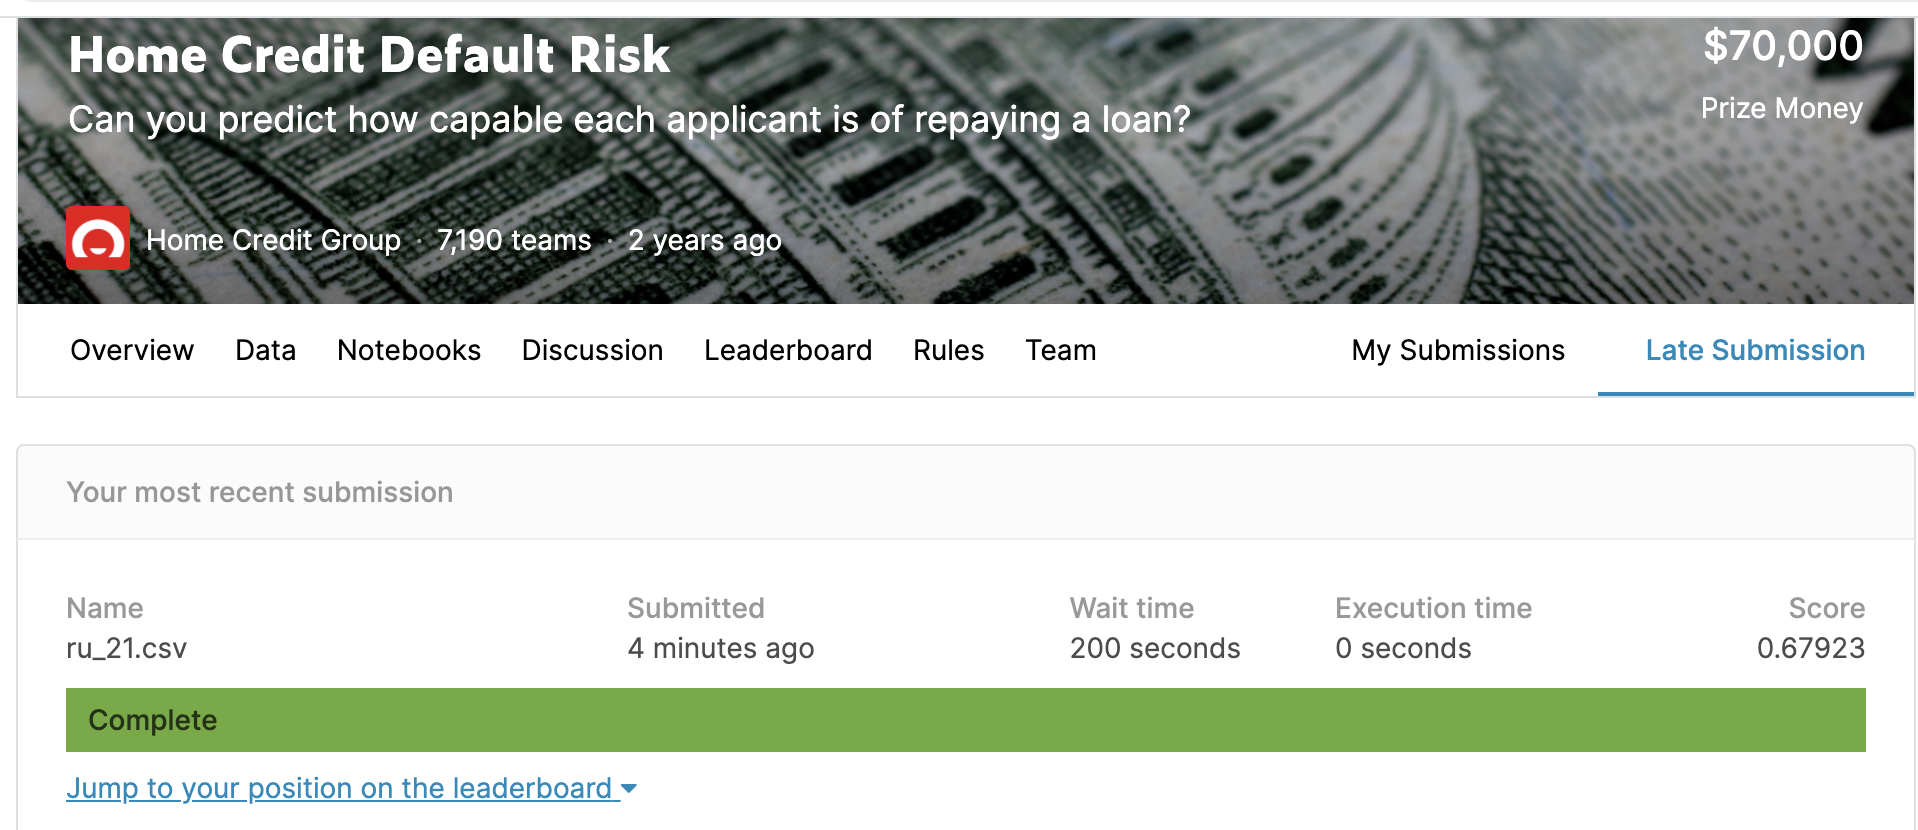 Home Credit Default Risk
$70,000
Can you predict how capable each applicant is of repaying a loan?
Prize Money
Home Credit Group · 7,190 teams · 2 years ago
Overview Data Notebooks Discussion Leaderboard Rules Team My Submissions Late Submission
Your most recent submission
Name Submitted Wait time Execution time Score
ru_21.csv 4 minutes ago 200 seconds 0 seconds 0.67923
Complete
Jump to your position on the leaderboard